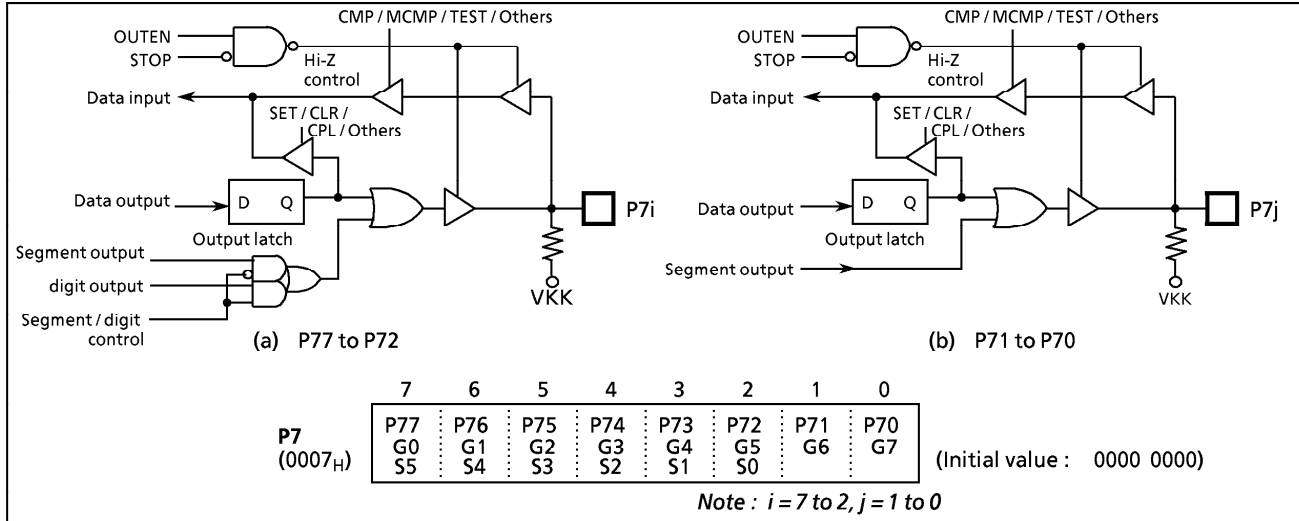 CMP / MCMP / TEST / Others
OUTEN
STOP
Hi-Z
control
Data input
SET / CLR /
CPL / Others
Data output
D Q
P7i
Output latch
Segment output
digit output
Segment / digit
control
VKK
(a) P77 to P72
CMP / MCMP / TEST / Others
OUTEN
STOP
Hi-Z
control
Data input
SET / CLR /
CPL / Others
Data output
D Q
P7j
Output latch
Segment output
VKK
(b) P71 to P70
7 6 5 4 3 2 1 0
P7
(0007H)
P77 P76 P75 P74 P73 P72 P71 P70
G0 G1 G2 G3 G4 G5 G6 G7
S5 S4 S3 S2 S1 S0
(Initial value : 0000 0000)
Note : i = 7 to 2, j = 1 to 0